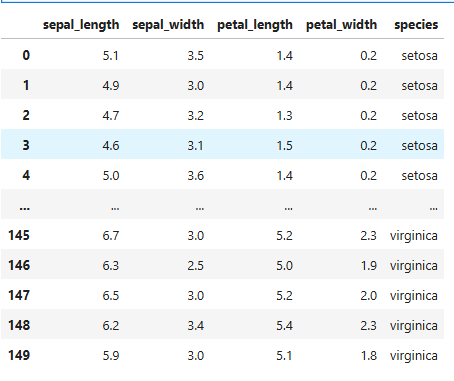 sepal_length sepal_width petal_length petal_width species
0 5.1 3.5 1.4 0.2 setosa
1 4.9 3.0 1.4 0.2 setosa
2 4.7 3.2 1.3 0.2 setosa
3 4.6 3.1 1.5 0.2 setosa
4 5.0 3.6 1.4 0.2 setosa
... ... ... ... ... ...
145 6.7 3.0 5.2 2.3 virginica
146 6.3 2.5 5.0 1.9 virginica
147 6.5 3.0 5.2 2.0 virginica
148 6.2 3.4 5.4 2.3 virginica
149 5.9 3.0 5.1 1.8 virginica